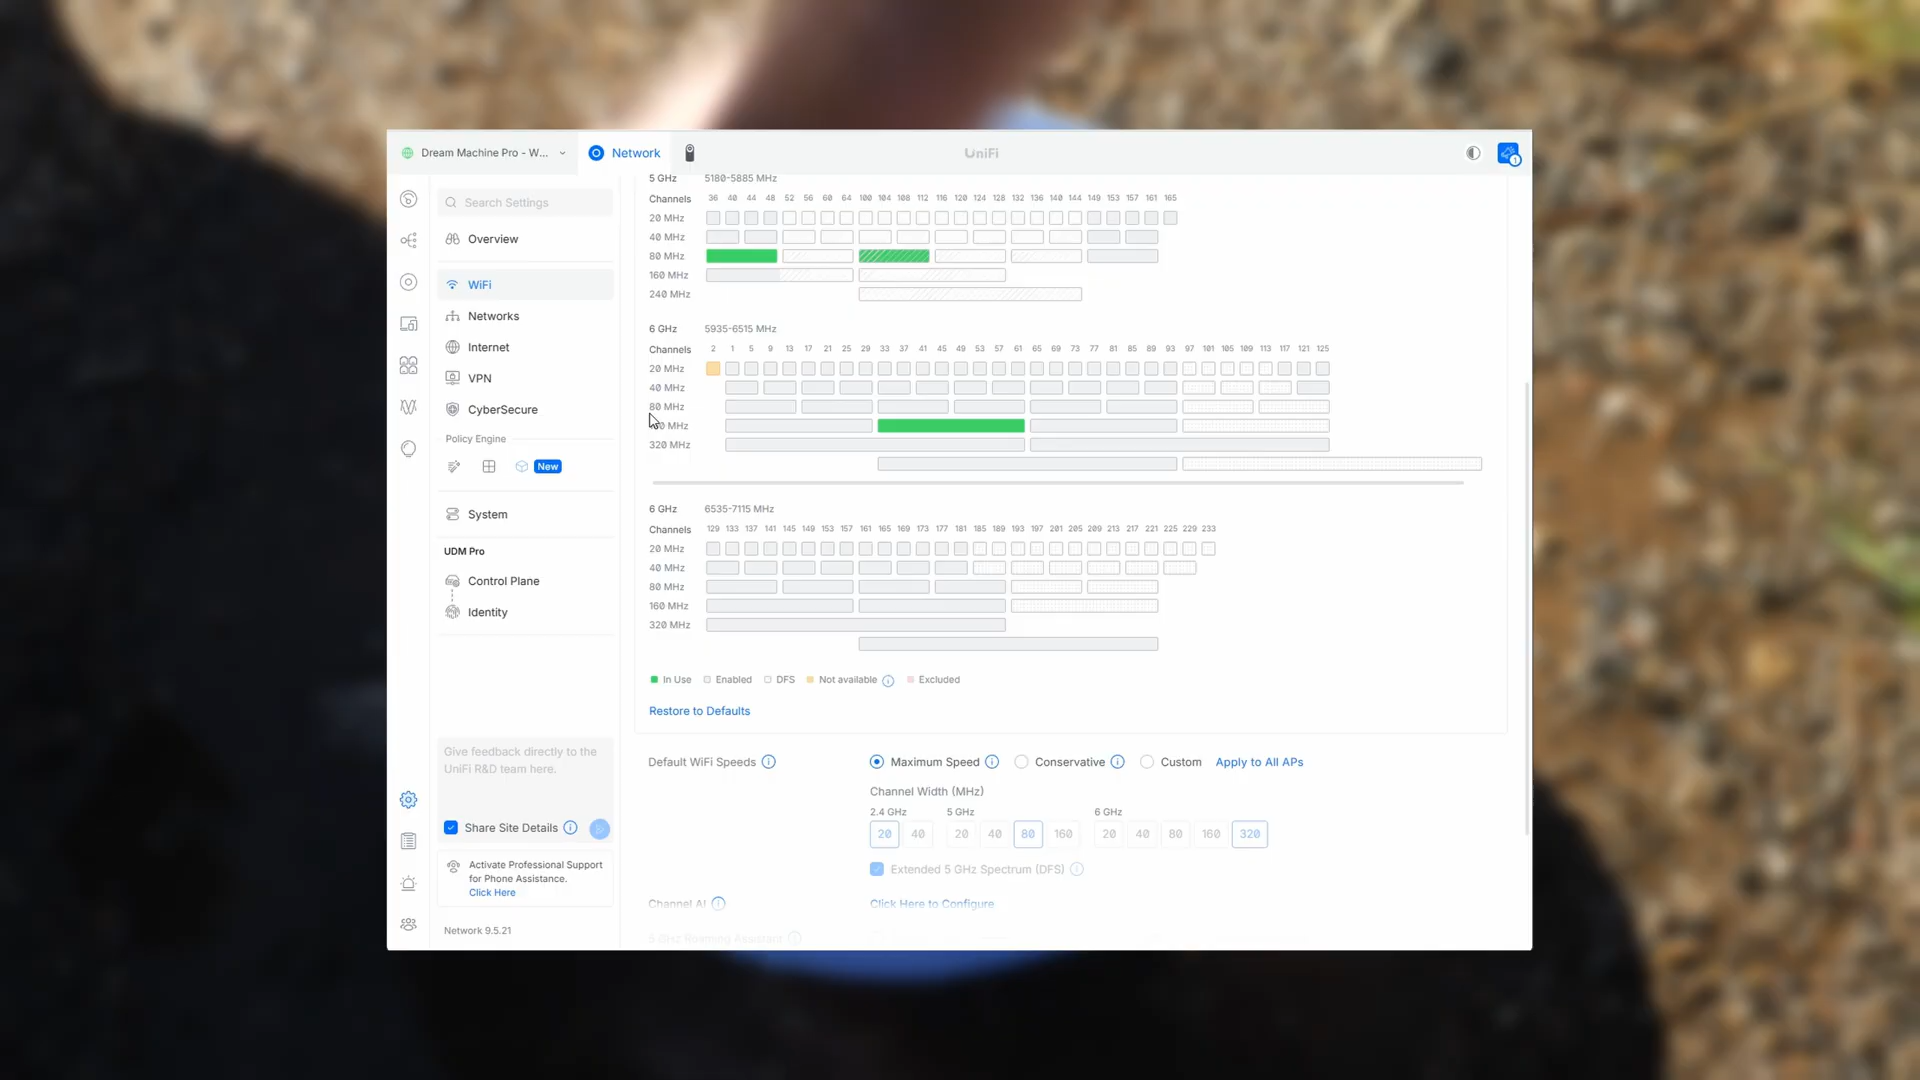 Dream Machine Pro - W...
Network
UniFi
1
Search Settings
Overview
WiFi
Networks
Internet
VPN
CyberSecure
Policy Engine
New
System
UDM Pro
Control Plane
Identity
Give feedback directly to the
UniFi R&D team here.
Share Site Details
Activate Professional Support
for Phone Assistance.
Click Here
Network 9.5.21
5 GHz 5180-5885 MHz
Channels 36 40 44 48 52 56 60 64 100 104 108 112 116 120 124 128 132 136 140 144 149 153 157 161 165
20 MHz
40 MHz
80 MHz
160 MHz
240 MHz
6 GHz 5935-6515 MHz
Channels 2 1 5 9 13 17 21 25 29 33 37 41 45 49 53 57 61 65 69 73 77 81 85 89 93 97 101 105 109 113 117 121 125
20 MHz
40 MHz
80 MHz
MHz
320 MHz
6 GHz 6535-7115 MHz
Channels 129 133 137 141 145 149 153 157 161 165 169 173 177 181 185 189 193 197 201 205 209 213 217 221 225 229 233
20 MHz
40 MHz
80 MHz
160 MHz
320 MHz
In Use Enabled DFS Not available Excluded
Restore to Defaults
Default WiFi Speeds Maximum Speed Conservative Custom Apply to All APs
Channel Width (MHz)
2.4 GHz 5 GHz 6 GHz
20 40 20 40 80 160 20 40 80 160 320
Extended 5 GHz Spectrum (DFS)
Channel AI Click Here to Configure
5 GHz Roaming Assistant